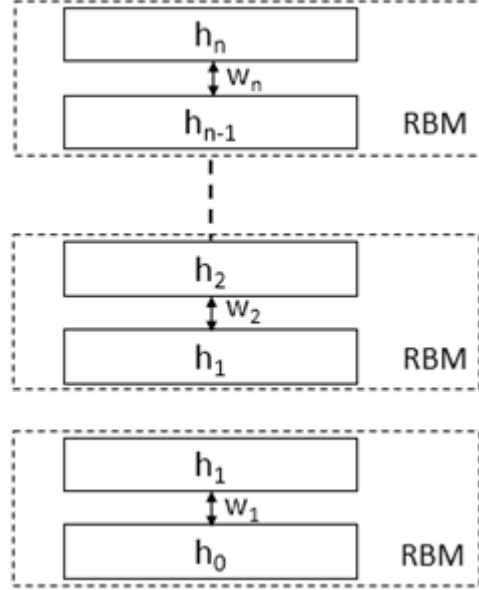 hₙ
wₙ
hₙ₋₁ RBM
h₂
w₂
h₁ RBM
h₁
w₁
h₀ RBM